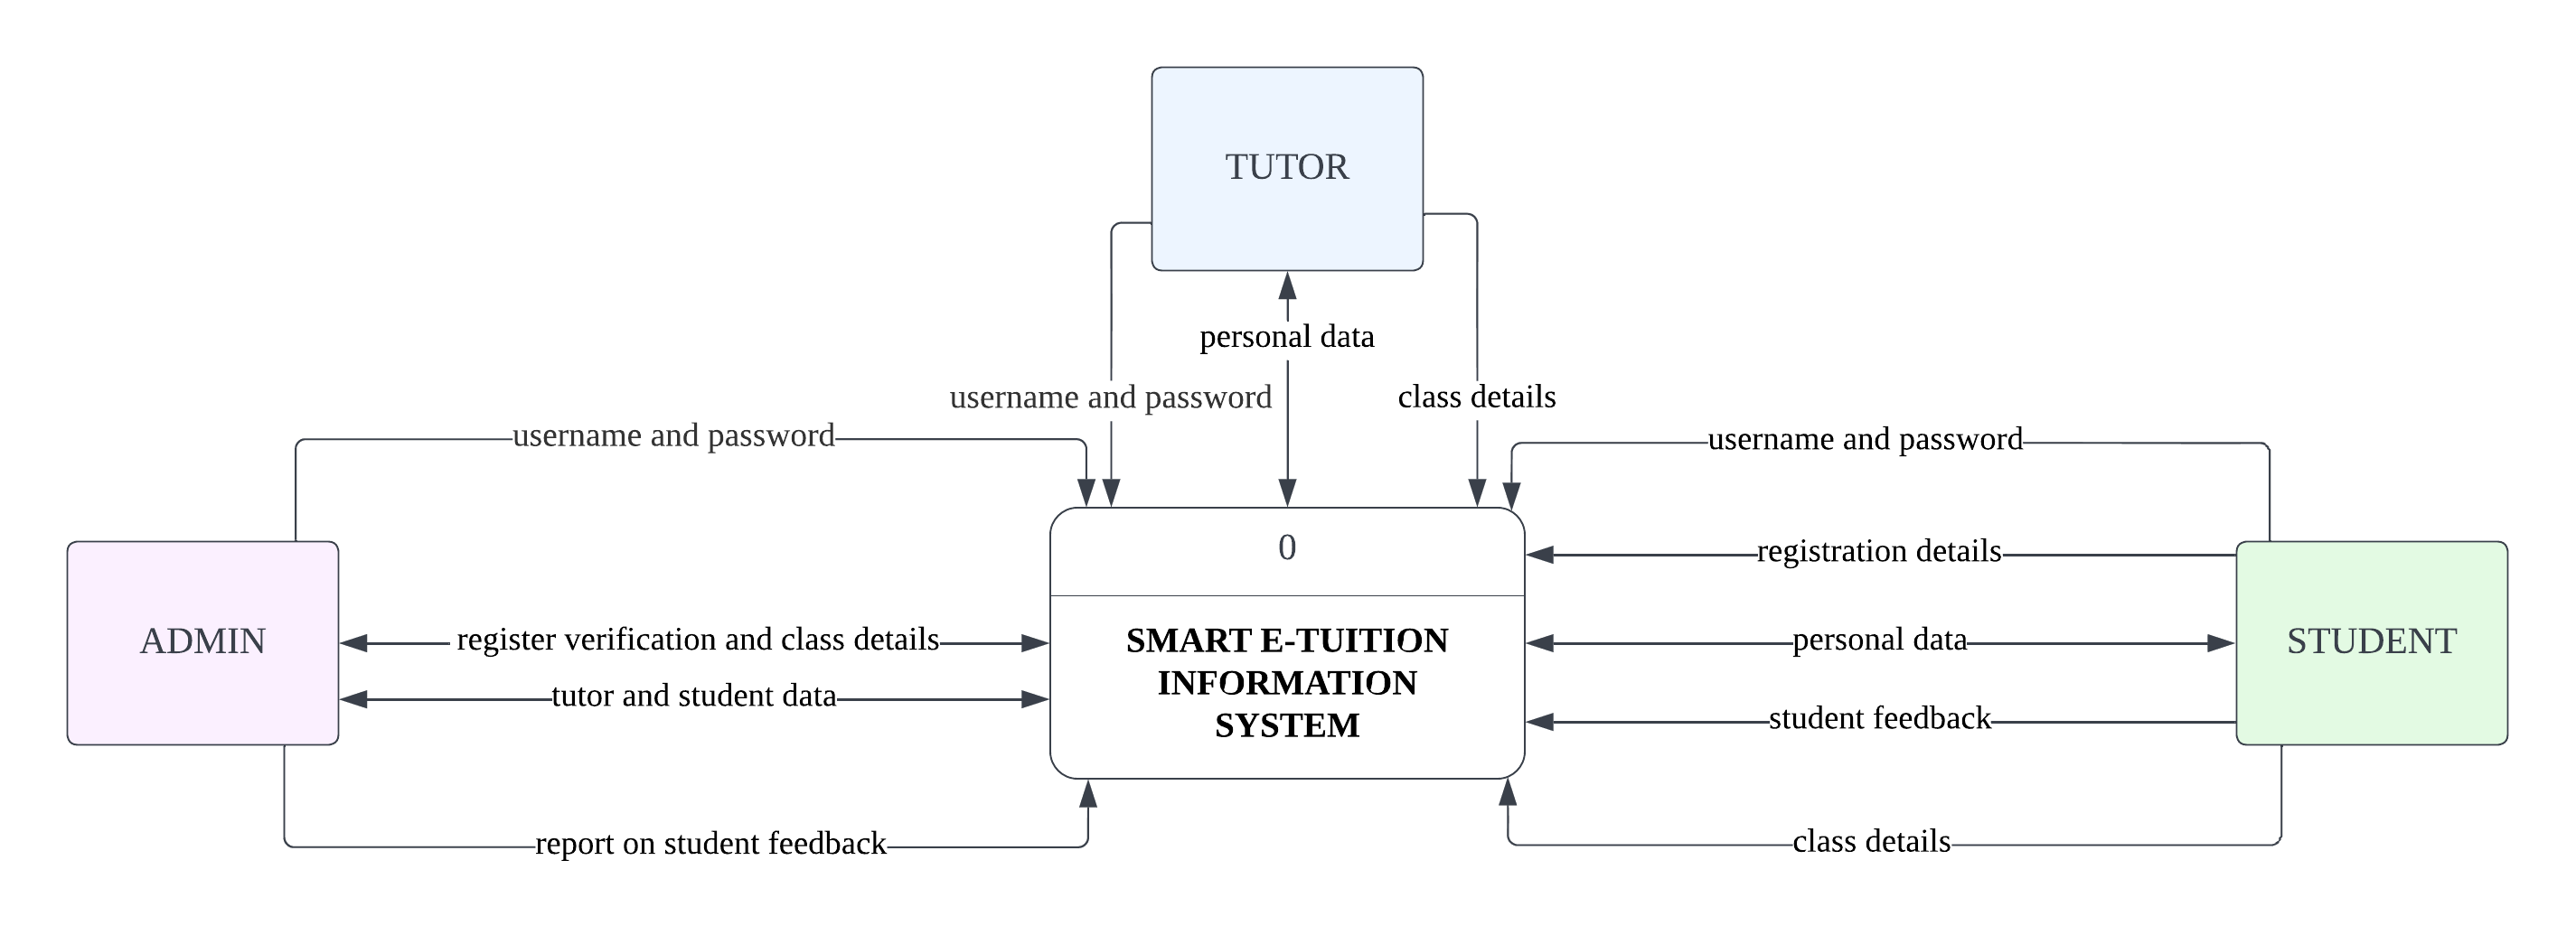 TUTOR
personal data
username and password
class details
username and password
username and password
0
registration details
ADMIN
register verification and class details
SMART E-TUITION
INFORMATION
SYSTEM
personal data
STUDENT
tutor and student data
student feedback
report on student feedback
class details